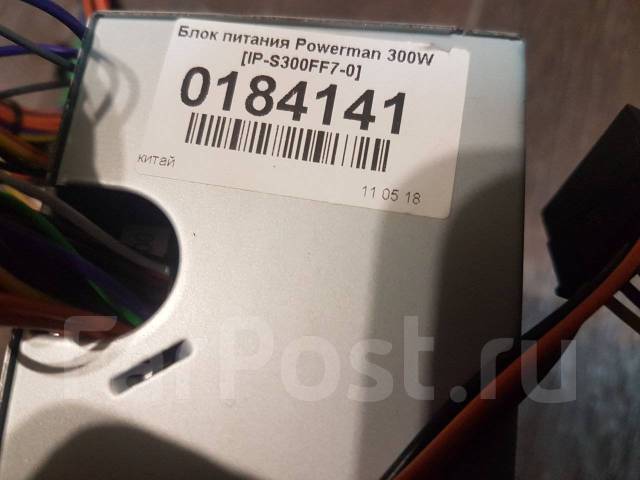 Блок питания Powerman 300W
[IP-S300FF7-0]
0184141
китай
11 05 18
FarPost.ru